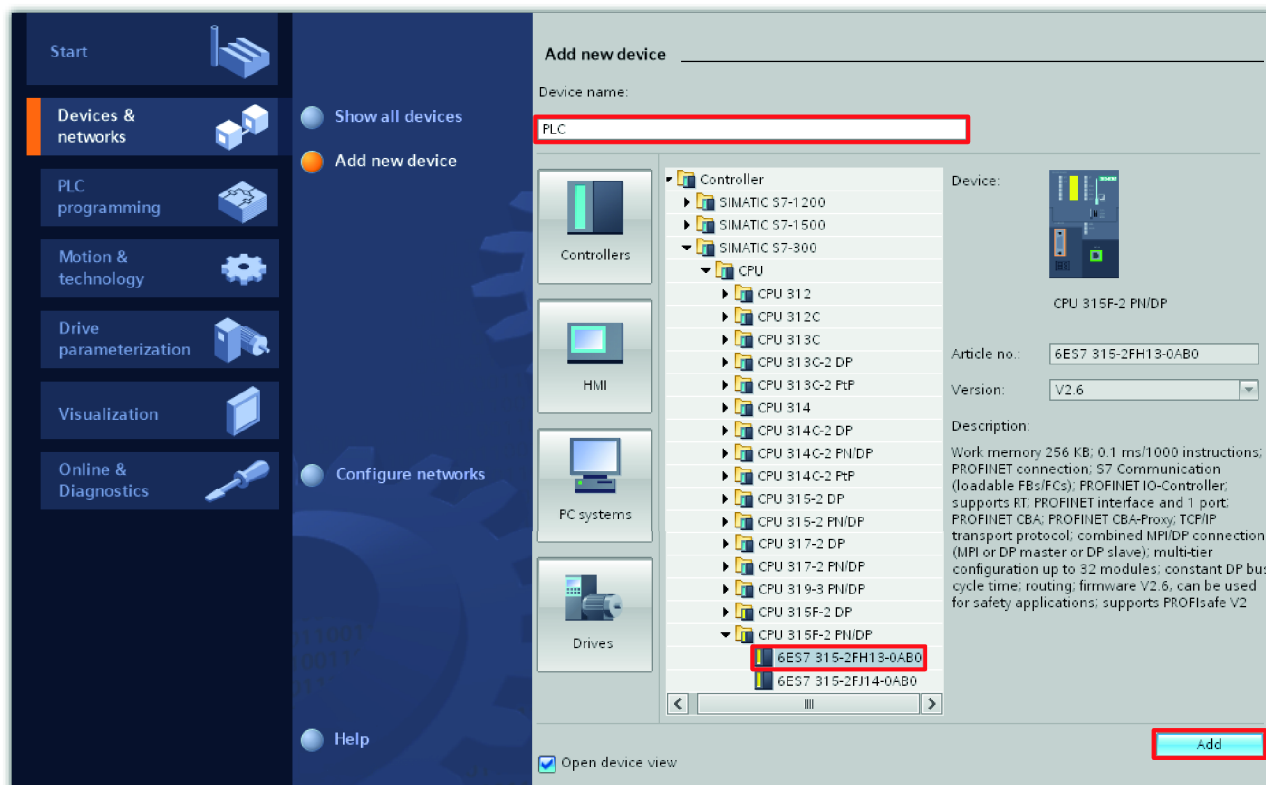 Start
Devices &
networks
PLC
programming
Motion &
technology
Drive
parameterization
Visualization
Online &
Diagnostics
Show all devices
Add new device
Configure networks
Help
Add new device
Device name:
PLC
Controllers
HMI
PC systems
Drives
Controller
SIMATIC S7-1200
SIMATIC S7-1500
SIMATIC S7-300
CPU
CPU 312
CPU 312C
CPU 313C
CPU 313C-2 DP
CPU 313C-2 PtP
CPU 314
CPU 314C-2 DP
CPU 314C-2 PN/DP
CPU 314C-2 PtP
CPU 315-2 DP
CPU 315-2 PN/DP
CPU 317-2 DP
CPU 317-2 PN/DP
CPU 319-3 PN/DP
CPU 315F-2 DP
CPU 315F-2 PN/DP
6ES7 315-2FH13-0AB0
6ES7 315-2FJ14-0AB0
Device:
CPU 315F-2 PN/DP
Article no.:
6ES7 315-2FH13-0AB0
Version:
V2.6
Description:
Work memory 256 KB; 0.1 ms/1000 instructions;
PROFINET connection; S7 Communication
(loadable FBs/FCs); PROFINET IO-Controller;
supports RT; PROFINET interface and 1 port;
PROFINET CBA; PROFINET CBA-Proxy; TCP/IP
transport protocol; combined MPI/DP connection
(MPI or DP master or DP slave); multi-tier
configuration up to 32 modules; constant DP bus
cycle time; routing; firmware V2.6, can be used
for safety applications; supports PROFIsafe V2
Add
Open device view